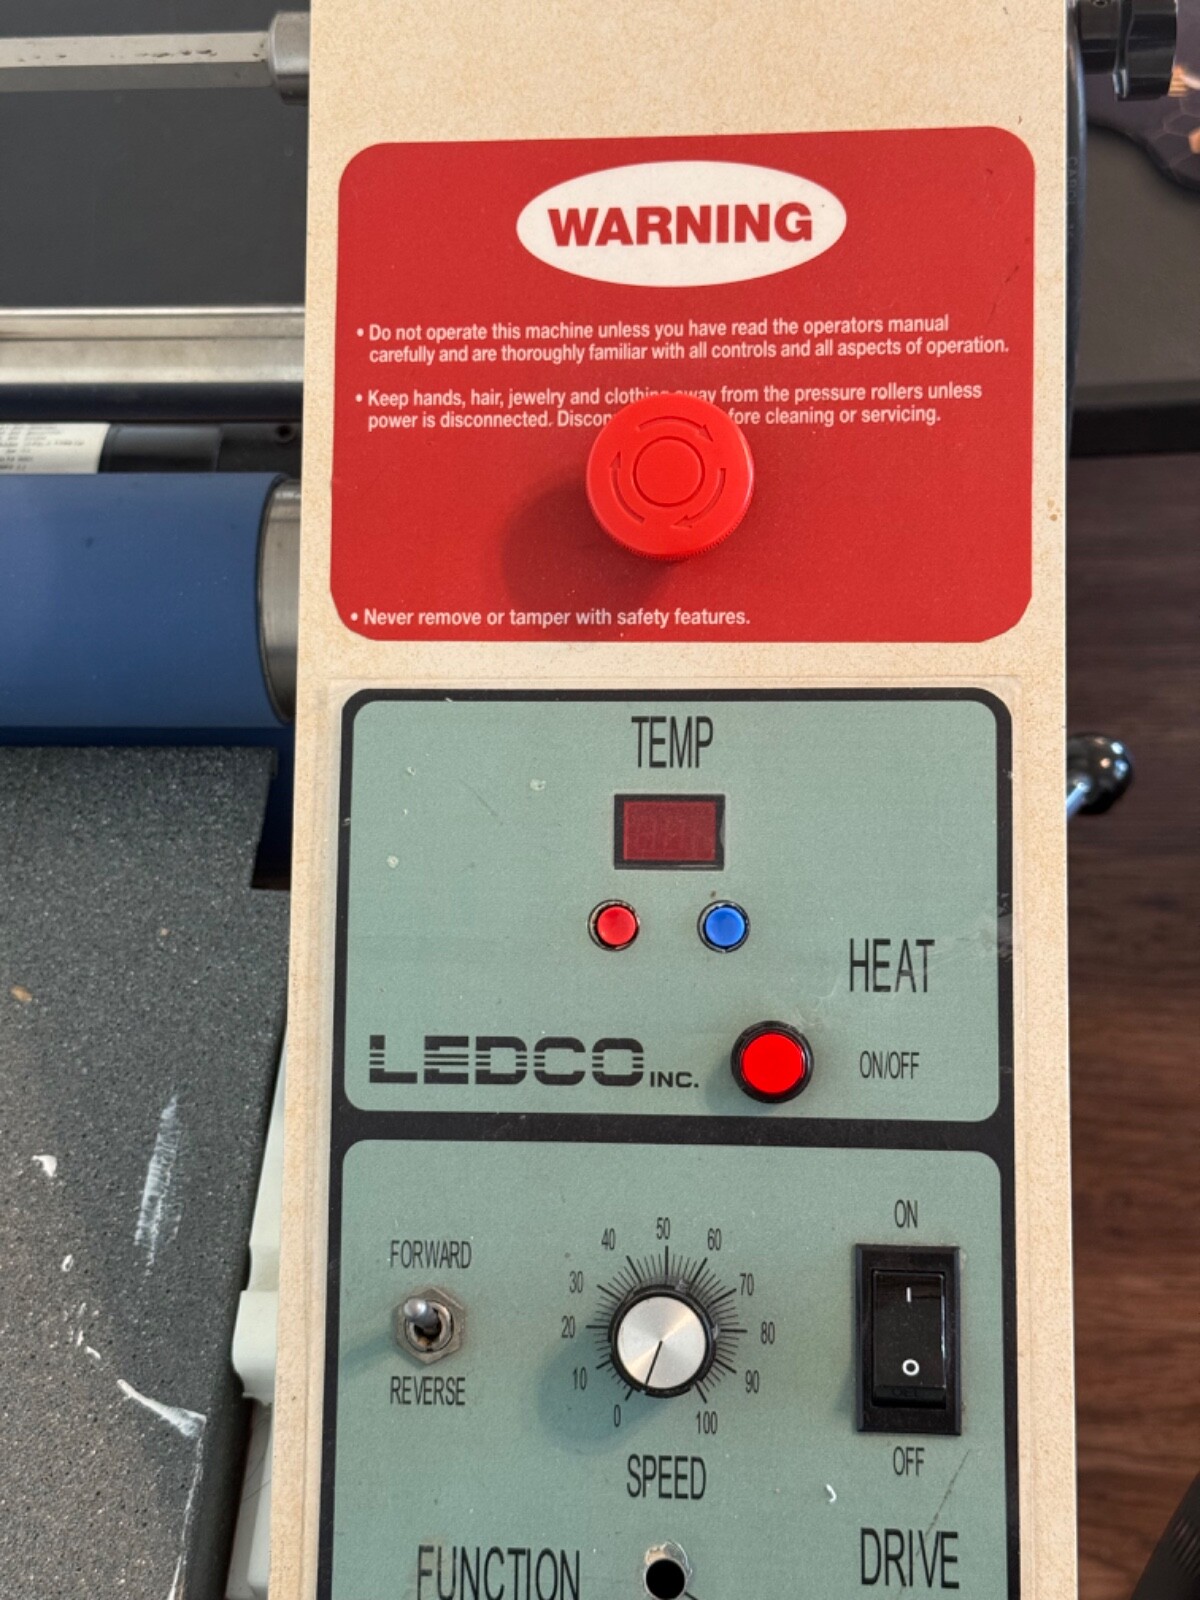 WARNING
• Do not operate this machine unless you have read the operators manual
carefully and are thoroughly familiar with all controls and all aspects of operation.
• Keep hands, hair, jewelry and clothing away from the pressure rollers unless
power is disconnected. Discon fore cleaning or servicing.
• Never remove or tamper with safety features.
TEMP
HEAT
LEDCO INC.
ON/OFF
ON
FORWARD
REVERSE
0 10 20 30 40 50 60 70 80 90 100
I
O
OFF
SPEED
FUNCTION
DRIVE